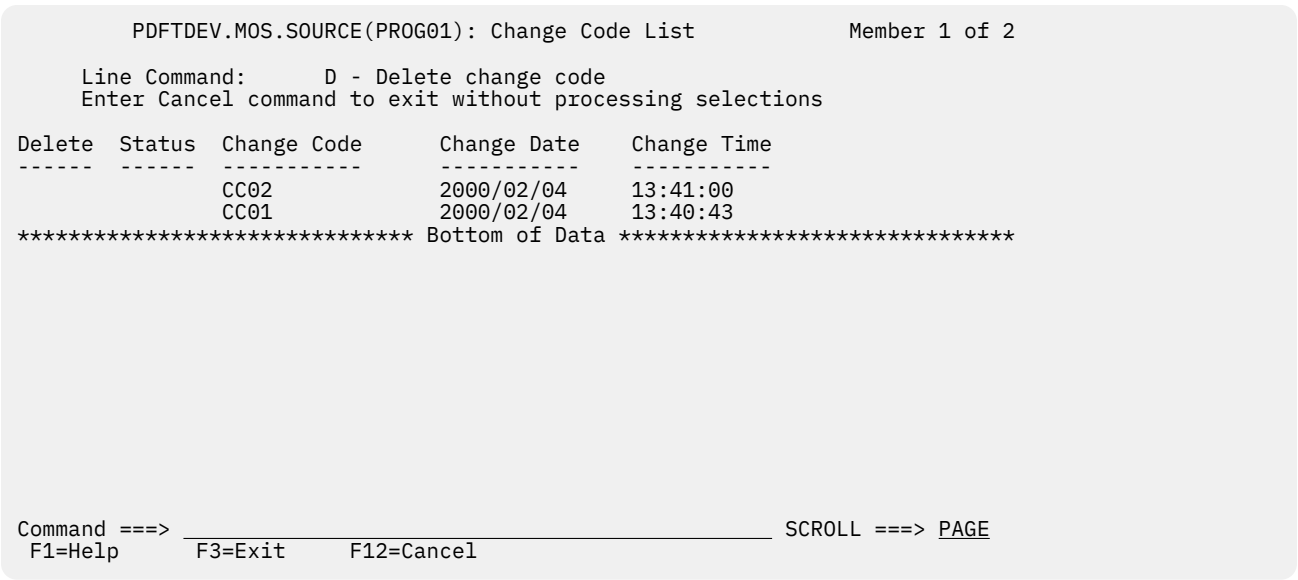 PDFTDEV.MOS.SOURCE(PROG01): Change Code List            Member 1 of 2
Line Command:      D - Delete change code
Enter Cancel command to exit without processing selections
Delete  Status  Change Code      Change Date    Change Time
------  ------  -----------      -----------    -----------
CC02             2000/02/04     13:41:00
CC01             2000/02/04     13:40:43
******************************* Bottom of Data *******************************
Command ===> ______________________________________________ SCROLL ===> PAGE
F1=Help      F3=Exit     F12=Cancel